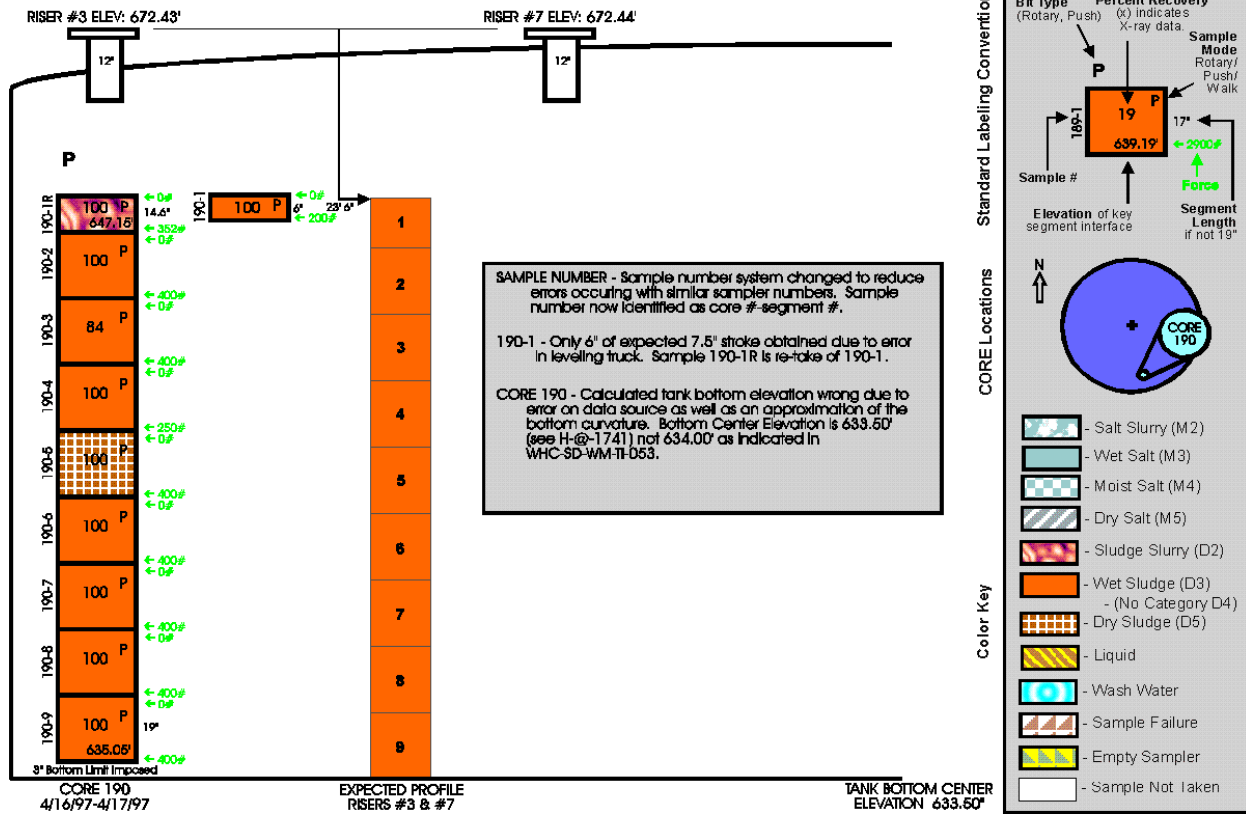 RISER #3 ELEV: 672.43'
RISER #7 ELEV: 672.44'
12"
12"
P
190-1R
100 P
647.15'
14.6"
←0#
←352#
190-1
100 P
6"
←0#
←200#
23' 6"
190-2
100 P
←0#
←400#
190-3
84 P
←0#
←400#
190-4
100 P
←0#
←250#
190-5
100 P
←0#
←400#
190-6
100 P
←0#
←400#
190-7
100 P
←0#
←400#
190-8
100 P
←0#
←400#
190-9
100 P
635.05'
19"
←0#
←400#
3" Bottom Limit Imposed
CORE 190
4/16/97-4/17/97
1
2
3
4
5
6
7
8
9
EXPECTED PROFILE
RISERS #3 & #7
SAMPLE NUMBER - Sample number system changed to reduce
errors occuring with similar sampler numbers. Sample
number now identified as core #-segment #.
190-1 - Only 6" of expected 7.5" stroke obtained due to error
in leveling truck. Sample 190-1R is re-take of 190-1.
CORE 190 - Calculated tank bottom elevation wrong due to
error on data source as well as an approximation of the
bottom curvature. Bottom Center Elevation is 633.50'
(see H-@-1741) not 634.00' as indicated in
WHC-SD-WM-TI-053.
TANK BOTTOM CENTER
ELEVATION 633.50"
Standard Labeling Convention
Bit Type
(Rotary, Push)
Percent Recovery
(x) indicates
X-ray data.
Sample
Mode
Rotary/
Push/
Walk
P
189-1
19 P
639.19'
17"
←2900#
Force
Sample #
Elevation of key
segment interface
Segment
Length
if not 19"
CORE Locations
N
CORE
190
Color Key
- Salt Slurry (M2)
- Wet Salt (M3)
- Moist Salt (M4)
- Dry Salt (M5)
- Sludge Slurry (D2)
- Wet Sludge (D3)
- (No Category D4)
- Dry Sludge (D5)
- Liquid
- Wash Water
- Sample Failure
- Empty Sampler
- Sample Not Taken